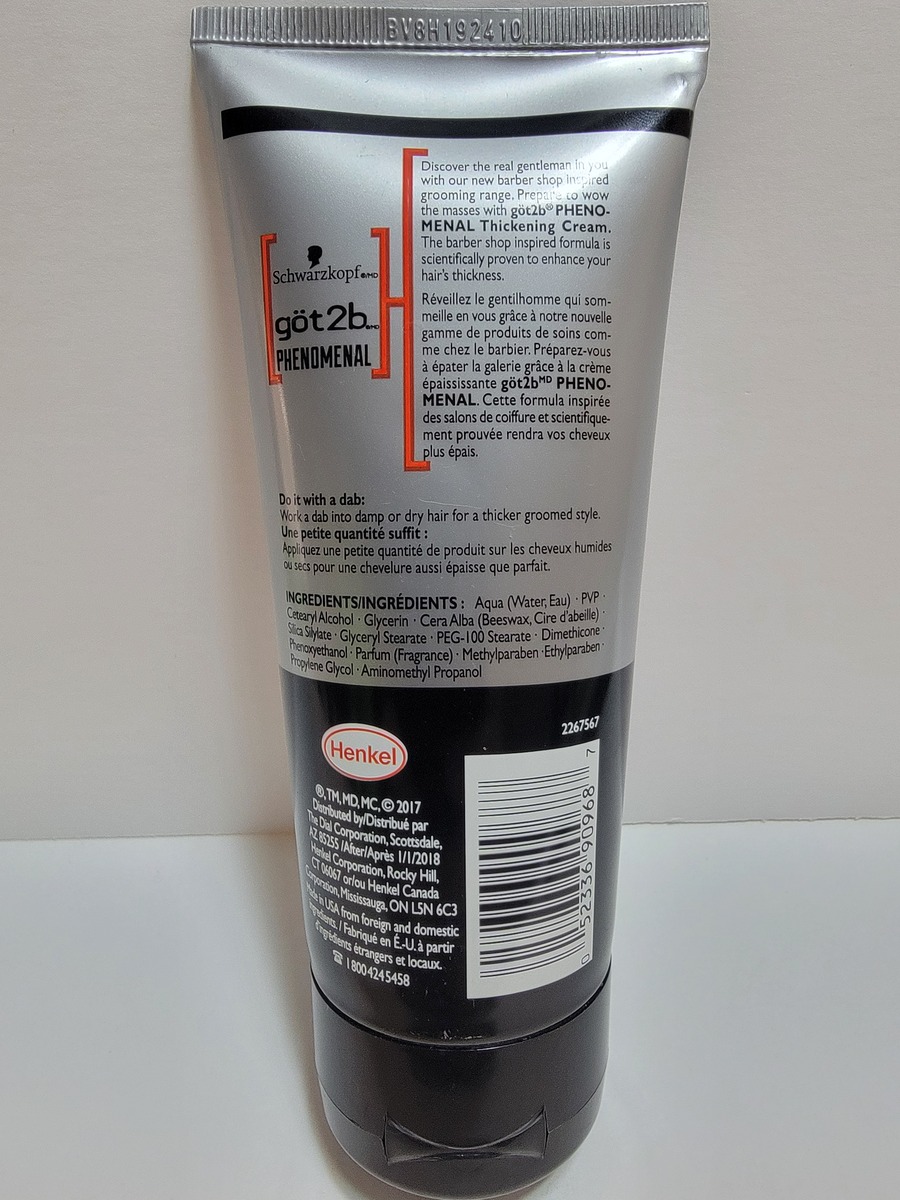 BV8H192410
Schwarzkopf®/MD
göt2b®/MD
PHENOMENAL
Discover the real gentleman in you
with our new barber shop inspired
grooming range. Prepare to wow
the masses with göt2b® PHENO-
MENAL Thickening Cream.
The barber shop inspired formula is
scientifically proven to enhance your
hair's thickness.
Réveillez le gentilhomme qui som-
meille en vous grâce à notre nouvelle
gamme de produits de soins com-
me chez le barbier. Préparez-vous
à épater la galerie grâce à la crème
épaississante göt2bMD PHENO-
MENAL. Cette formula inspirée
des salons de coiffure et scientifique-
ment prouvée rendra vos cheveux
plus épais.
Do it with a dab:
Work a dab into damp or dry hair for a thicker groomed style.
Une petite quantité suffit :
Appliquez une petite quantité de produit sur les cheveux humides
ou secs pour une chevelure aussi épaisse que parfait.
INGREDIENTS/INGRÉDIENTS : Aqua (Water, Eau) · PVP ·
Cetearyl Alcohol · Glycerin · Cera Alba (Beeswax, Cire d'abeille) ·
Silica Silylate · Glyceryl Stearate · PEG-100 Stearate · Dimethicone ·
Phenoxyethanol · Parfum (Fragrance) · Methylparaben · Ethylparaben ·
Propylene Glycol · Aminomethyl Propanol
Henkel
®, TM, MD, MC, © 2017
Distributed by/Distribué par
The Dial Corporation, Scottsdale,
AZ 85255 /After/Après 1/1/2018
Henkel Corporation, Rocky Hill,
CT 06067 or/ou Henkel Canada
Corporation, Mississauga, ON L5N 6C3
Made in USA from foreign and domestic
ingredients. / Fabriqué en É.-U. à partir
d'ingrédients étrangers et locaux.
☎ 1 800 424 5458
2267567
0 52336 90968 7